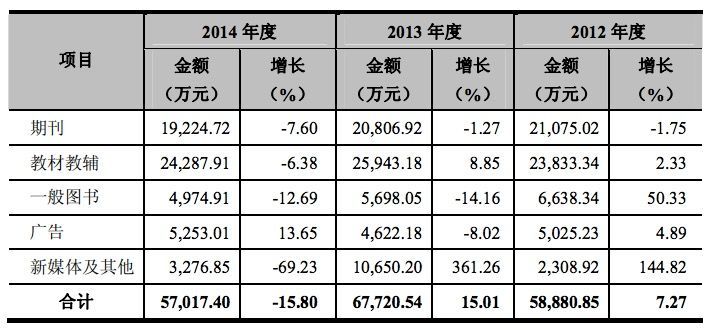 项目 2014 年度 2013 年度 2012 年度
金额 增长 金额 增长 金额 增长
（万元） （%） （万元） （%） （万元） （%）
期刊 19,224.72 -7.60 20,806.92 -1.27 21,075.02 -1.75
教材教辅 24,287.91 -6.38 25,943.18 8.85 23,833.34 2.33
一般图书 4,974.91 -12.69 5,698.05 -14.16 6,638.34 50.33
广告 5,253.01 13.65 4,622.18 -8.02 5,025.23 4.89
新媒体及其他 3,276.85 -69.23 10,650.20 361.26 2,308.92 144.82
合计 57,017.40 -15.80 67,720.54 15.01 58,880.85 7.27